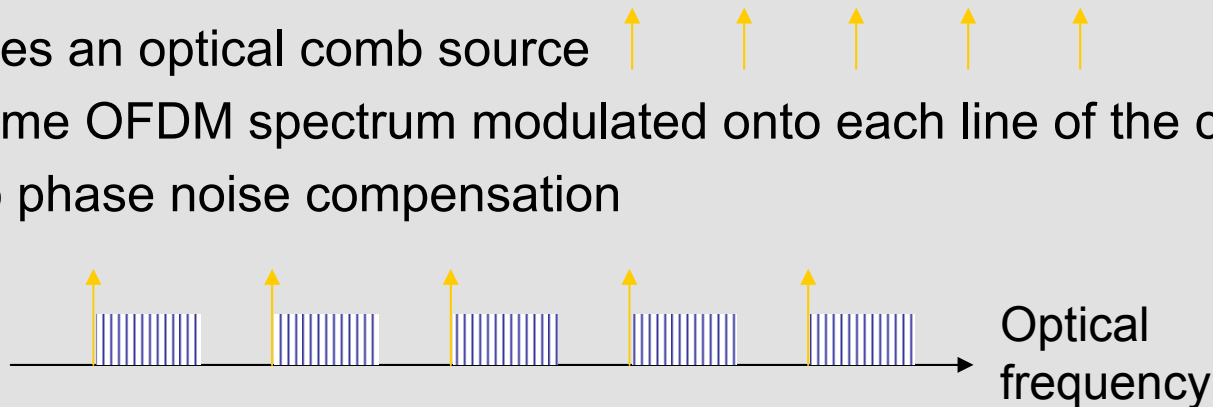 es an optical comb source
me OFDM spectrum modulated onto each line of the c
phase noise compensation
Optical
frequency